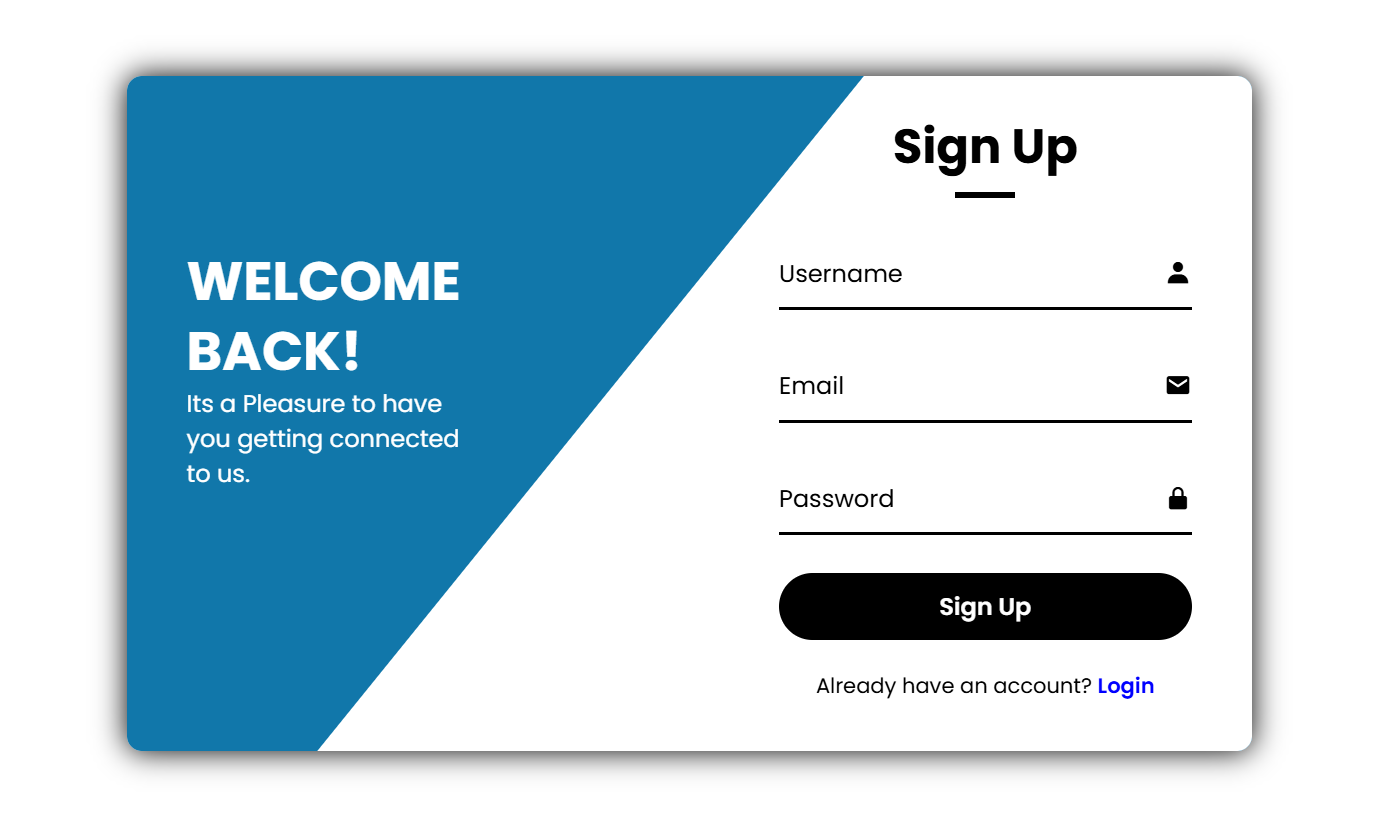 WELCOME
BACK!
Its a Pleasure to have
you getting connected
to us.
Sign Up
Username
Email
Password
Sign Up
Already have an account? Login